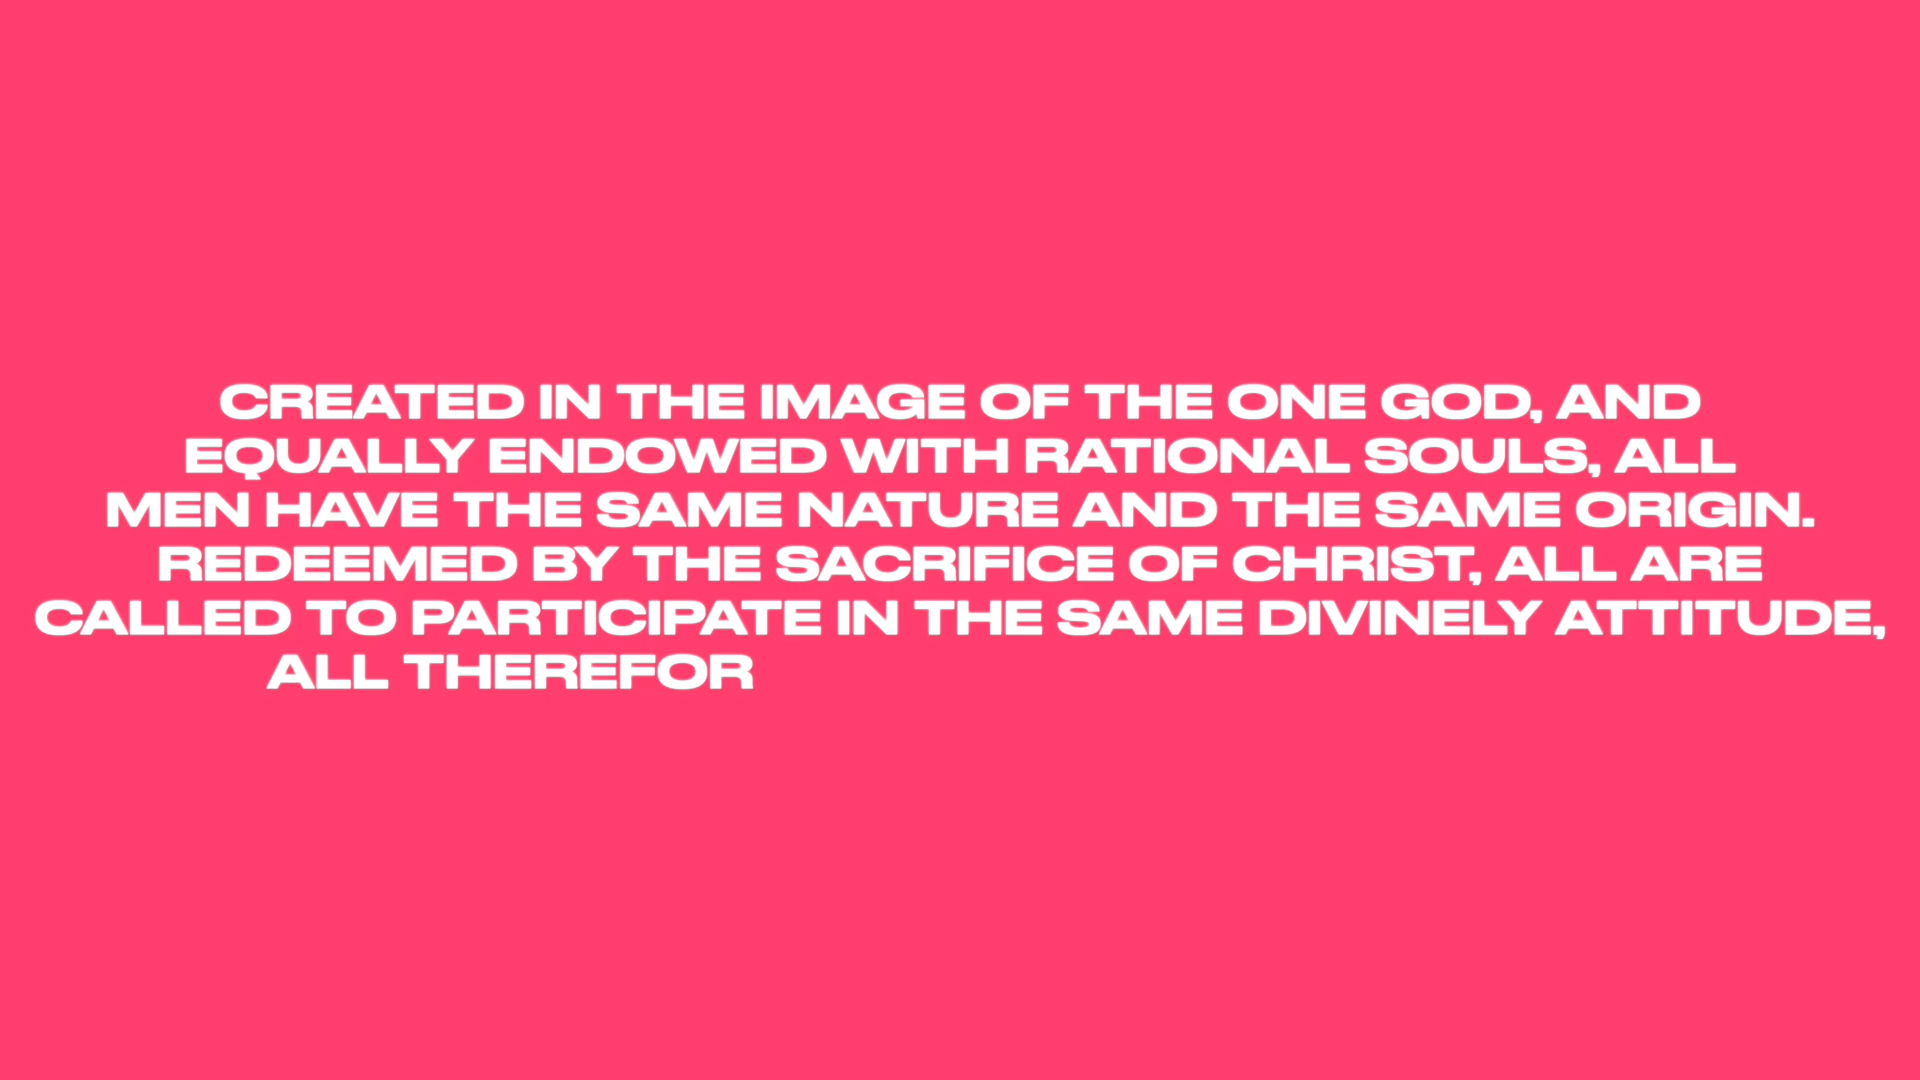 CREATED IN THE IMAGE OF THE ONE GOD, AND
EQUALLY ENDOWED WITH RATIONAL SOULS, ALL
MEN HAVE THE SAME NATURE AND THE SAME ORIGIN.
REDEEMED BY THE SACRIFICE OF CHRIST, ALL ARE
CALLED TO PARTICIPATE IN THE SAME DIVINELY ATTITUDE,
ALL THEREFOR